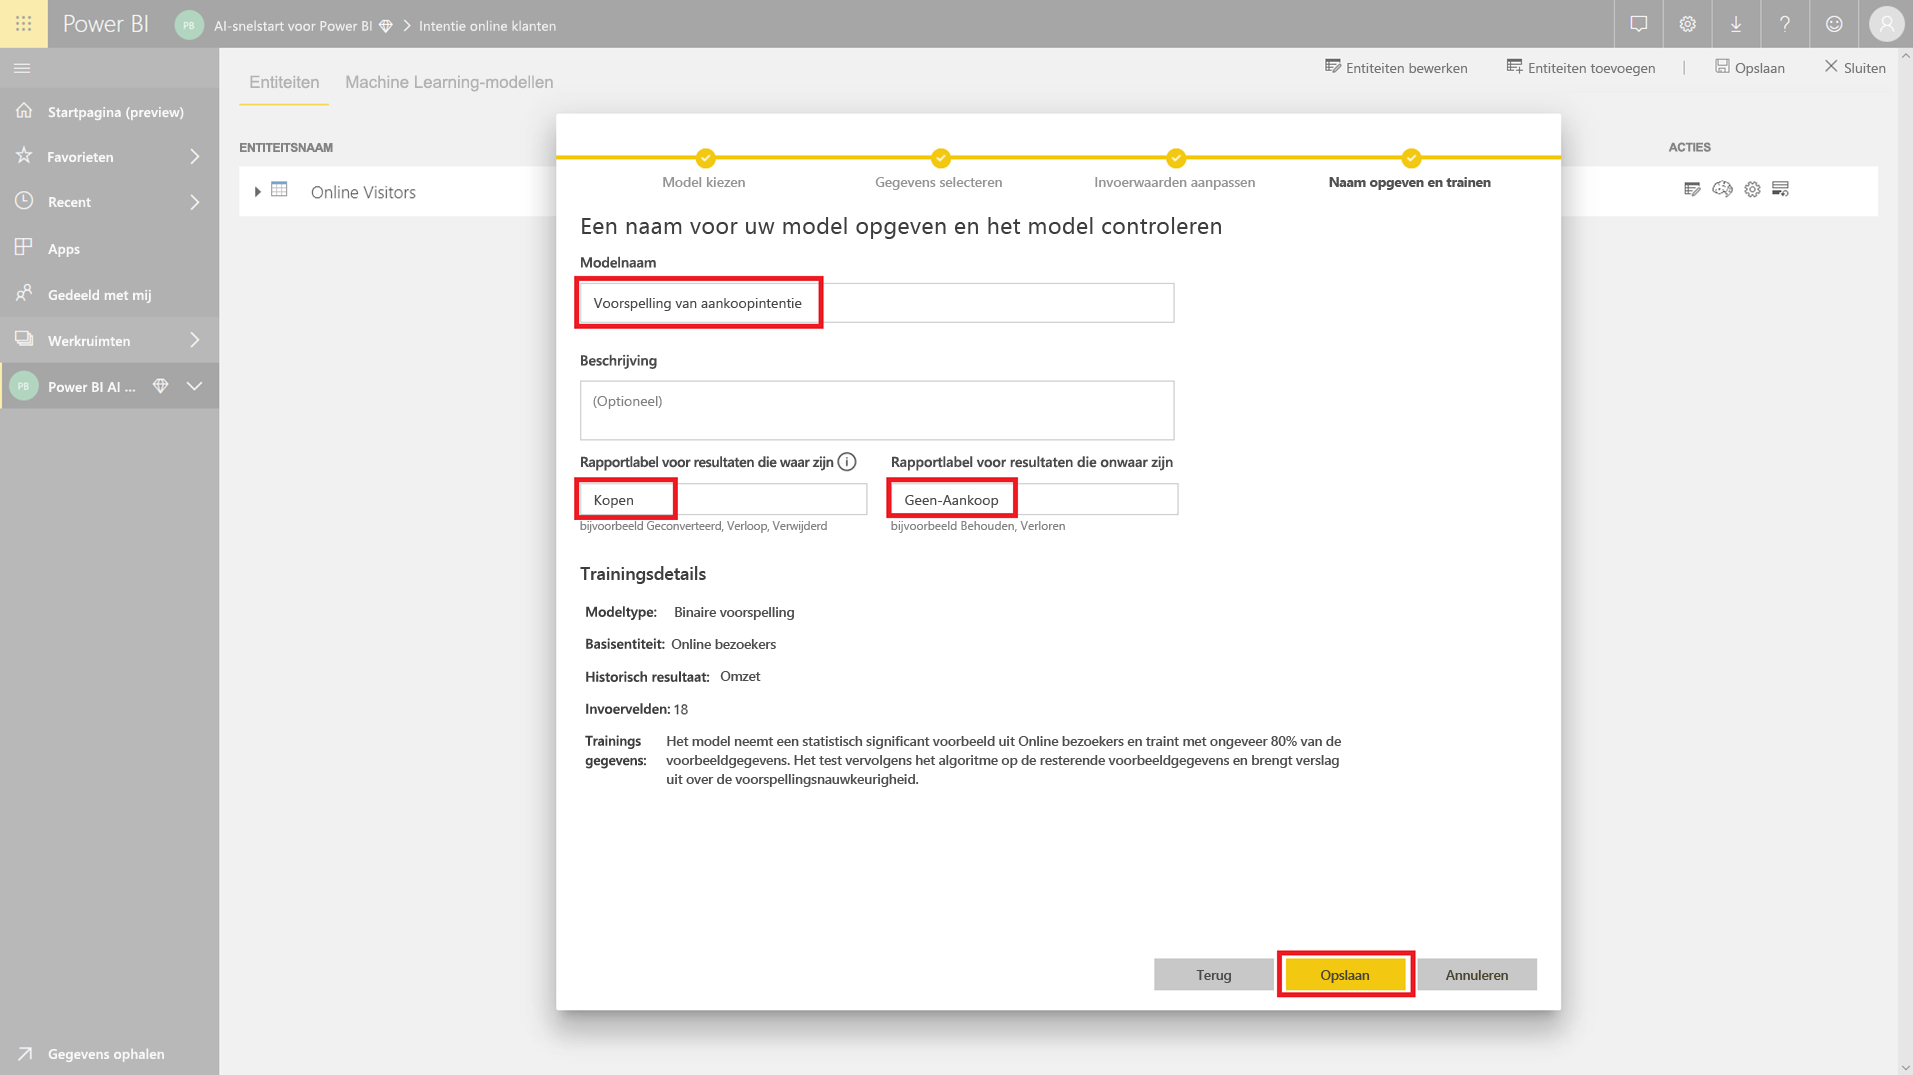 Power BI
PB
AI-snelstart voor Power BI
Intentie online klanten
?
Startpagina (preview)
Favorieten
Recent
Apps
Gedeeld met mij
Werkruimten
PB
Power BI AI ...
Gegevens ophalen
Entiteiten
Machine Learning-modellen
Entiteiten bewerken
Entiteiten toevoegen
|
Opslaan
Sluiten
ENTITEITSNAAM
ACTIES
Online Visitors
Model kiezen
Gegevens selecteren
Invoerwaarden aanpassen
Naam opgeven en trainen
Een naam voor uw model opgeven en het model controleren
Modelnaam
Voorspelling van aankoopintentie
Beschrijving
(Optioneel)
Rapportlabel voor resultaten die waar zijn
Rapportlabel voor resultaten die onwaar zijn
Kopen
Geen-Aankoop
bijvoorbeeld Geconverteerd, Verloop, Verwijderd
bijvoorbeeld Behouden, Verloren
Trainingsdetails
Modeltype: Binaire voorspelling
Basisentiteit: Online bezoekers
Historisch resultaat: Omzet
Invoervelden: 18
Trainings
gegevens:
Het model neemt een statistisch significant voorbeeld uit Online bezoekers en traint met ongeveer 80% van de
voorbeeldgegevens. Het test vervolgens het algoritme op de resterende voorbeeldgegevens en brengt verslag
uit over de voorspellingsnauwkeurigheid.
Terug
Opslaan
Annuleren